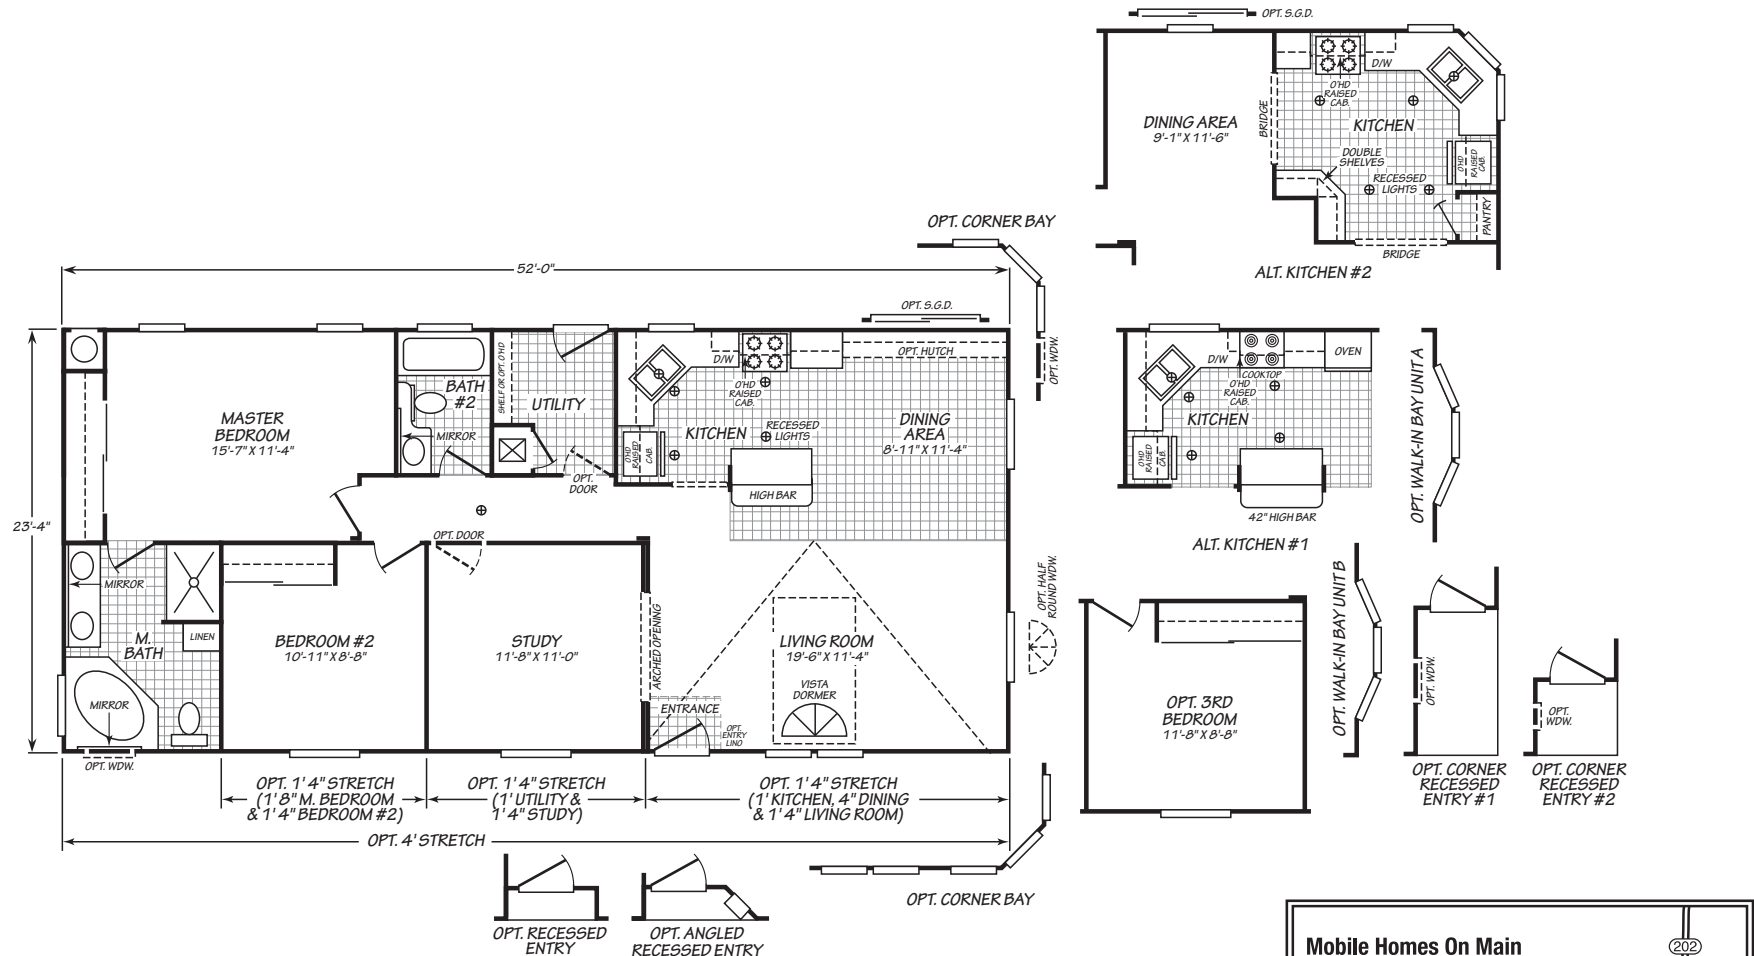 OPT. S.G.D.
D/W
O'HD
RAISED
CAB.
DINING AREA
9'-1" X 11'-6"
BRIDGE
KITCHEN
DOUBLE
SHELVES
O'HD
RAISED
CAB.
RECESSED
LIGHTS
PANTRY
BRIDGE
ALT. KITCHEN #2
OPT. CORNER BAY
52'-0"
OPT. S.G.D.
OPT. WDW.
23'-4"
MASTER
BEDROOM
15'-7" X 11'-4"
BATH
#2
MIRROR
SHELF OR OPT. O'HD
UTILITY
OPT.
DOOR
D/W
O'HD
RAISED
CAB.
OPT. HUTCH
KITCHEN
RECESSED
LIGHTS
O'HD
RAISED
CAB.
DINING
AREA
8'-11" X 11'-4"
HIGH BAR
OPT. DOOR
MIRROR
LINEN
M.
BATH
MIRROR
OPT. WDW.
BEDROOM #2
10'-11" X 8'-8"
STUDY
11'-8" X 11'-0"
ARCHED OPENING
LIVING ROOM
19'-6" X 11'-4"
VISTA
DORMER
ENTRANCE
OPT.
ENTRY
LINO
OPT. HALF
ROUND WDW.
D/W
OVEN
COOKTOP
O'HD
RAISED
CAB.
KITCHEN
O'HD
RAISED
CAB.
42" HIGH BAR
ALT. KITCHEN #1
OPT. WALK-IN BAY UNIT A
OPT. WALK-IN BAY UNIT B
OPT. 3RD
BEDROOM
11'-8" X 8'-8"
OPT. WDW.
OPT. CORNER
RECESSED
ENTRY #1
OPT.
WDW.
OPT. CORNER
RECESSED
ENTRY #2
OPT. 1' 4" STRETCH
(1' 8" M. BEDROOM
& 1' 4" BEDROOM #2)
OPT. 1' 4" STRETCH
(1' UTILITY &
1' 4" STUDY)
OPT. 1' 4" STRETCH
(1' KITCHEN, 4" DINING
& 1' 4" LIVING ROOM)
OPT. 4' STRETCH
OPT. RECESSED
ENTRY
OPT. ANGLED
RECESSED ENTRY
OPT. CORNER BAY
Mobile Homes On Main
202